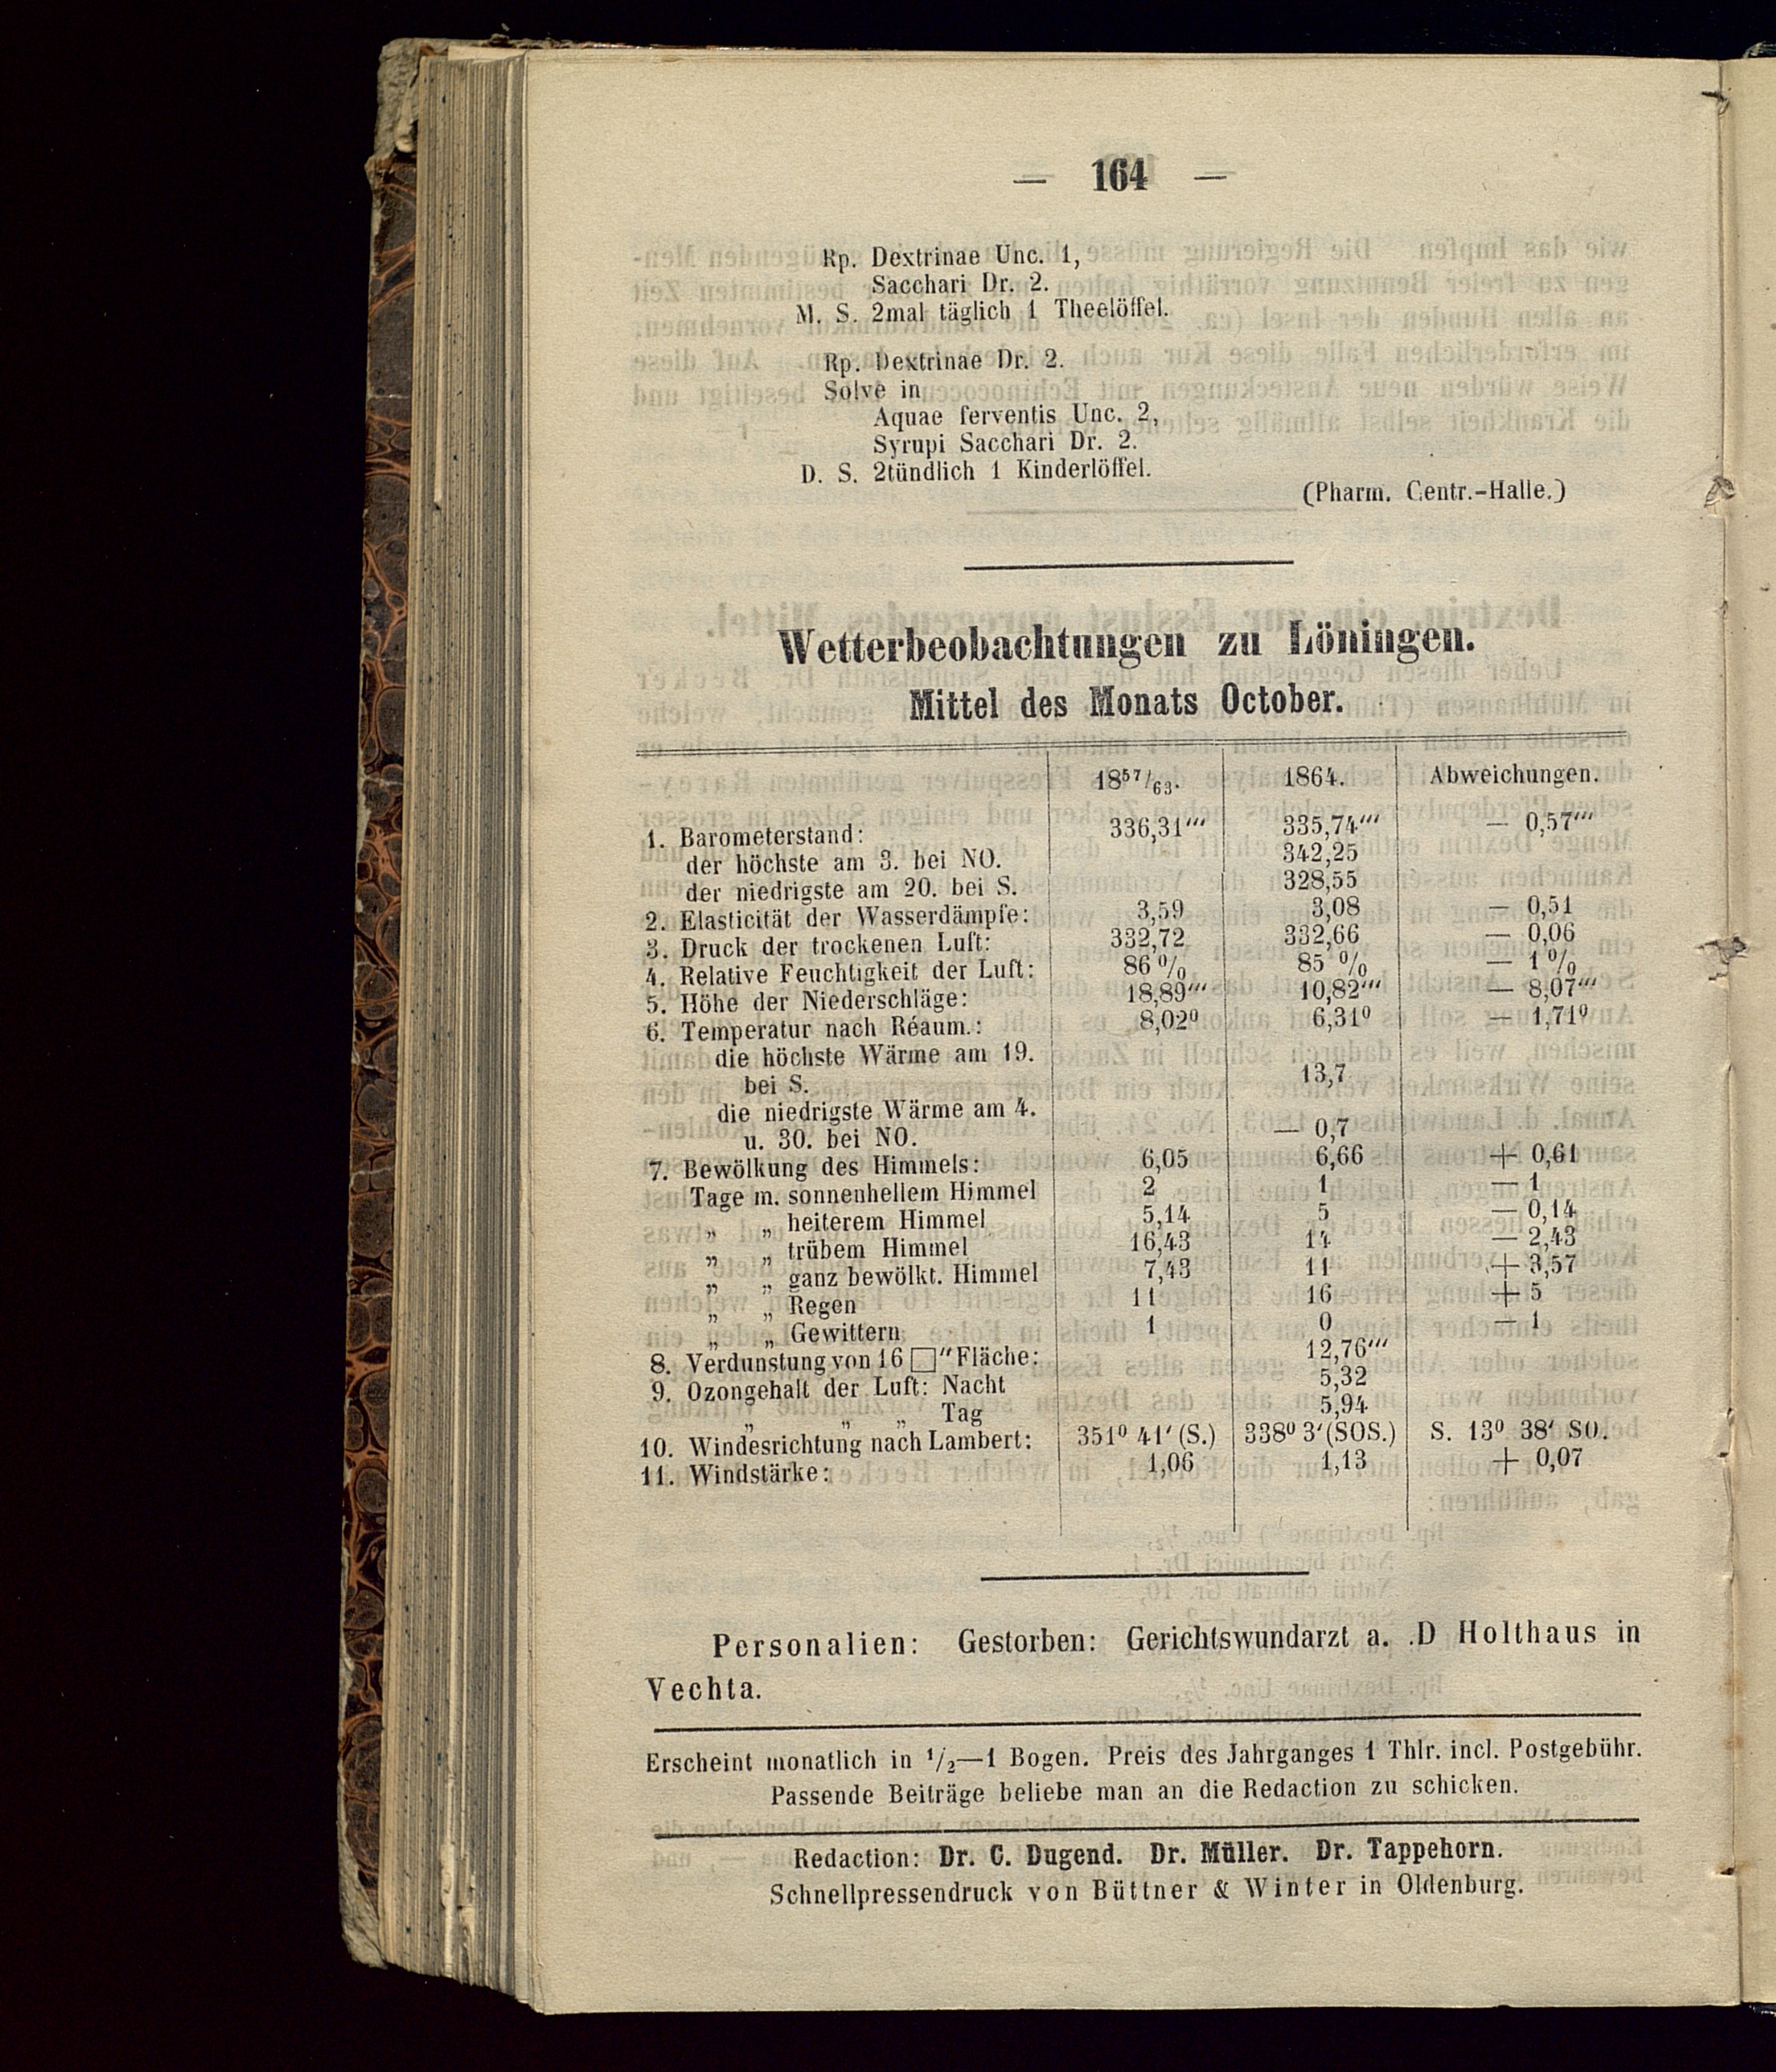 — 164 —
Rp. Dextrinae Unc. 1,
Sacchari Dr. 2.
M. S. 2mal täglich 1 Theelöffel.
Rp. Dextrinae Dr. 2.
Solve in
Aquae ferventis Unc. 2,
Syrupi Sacchari Dr. 2.
D. S. 2tündlich 1 Kinderlöffel.
(Pharm. Centr.-Halle.)
Wetterbeobachtungen zu Löningen.
Mittel des Monats October.
18⁵⁷/₆₃. 1864. Abweichungen.
1. Barometerstand: 336,31‴ 335,74‴ — 0,57‴
der höchste am 3. bei NO. 342,25
der niedrigste am 20. bei S. 328,55
2. Elasticität der Wasserdämpfe: 3,59 3,08 — 0,51
3. Druck der trockenen Luft: 332,72 332,66 — 0,06
4. Relative Feuchtigkeit der Luft: 86 % 85 % — 1 %
5. Höhe der Niederschläge: 18,89‴ 10,82‴ — 8,07‴
6. Temperatur nach Réaum.: 8,02⁰ 6,31⁰ — 1,71⁰
die höchste Wärme am 19.
bei S. 13,7
die niedrigste Wärme am 4.
u. 30. bei NO. — 0,7
7. Bewölkung des Himmels: 6,05 6,66 + 0,61
Tage m. sonnenhellem Himmel 2 1 — 1
„ „ heiterem Himmel 5,14 5 — 0,14
„ „ trübem Himmel 16,43 14 — 2,43
„ „ ganz bewölkt. Himmel 7,43 11 + 3,57
„ „ Regen 11 16 + 5
„ „ Gewittern 1 0 — 1
8. Verdunstung von 16 □″ Fläche: 12,76‴
9. Ozongehalt der Luft: Nacht 5,32
„ „ „ Tag 5,94
10. Windesrichtung nach Lambert: 351⁰ 41′ (S.) 338⁰ 3′ (SOS.) S. 13⁰ 38′ SO.
11. Windstärke: 1,06 1,13 + 0,07
Personalien: Gestorben: Gerichtswundarzt a. .D Holthaus in
Vechta.
Erscheint monatlich in ¹/₂—1 Bogen. Preis des Jahrganges 1 Thlr. incl. Postgebühr.
Passende Beiträge beliebe man an die Redaction zu schicken.
Redaction: Dr. C. Dugend. Dr. Müller. Dr. Tappehorn.
Schnellpressendruck von Büttner & Winter in Oldenburg.